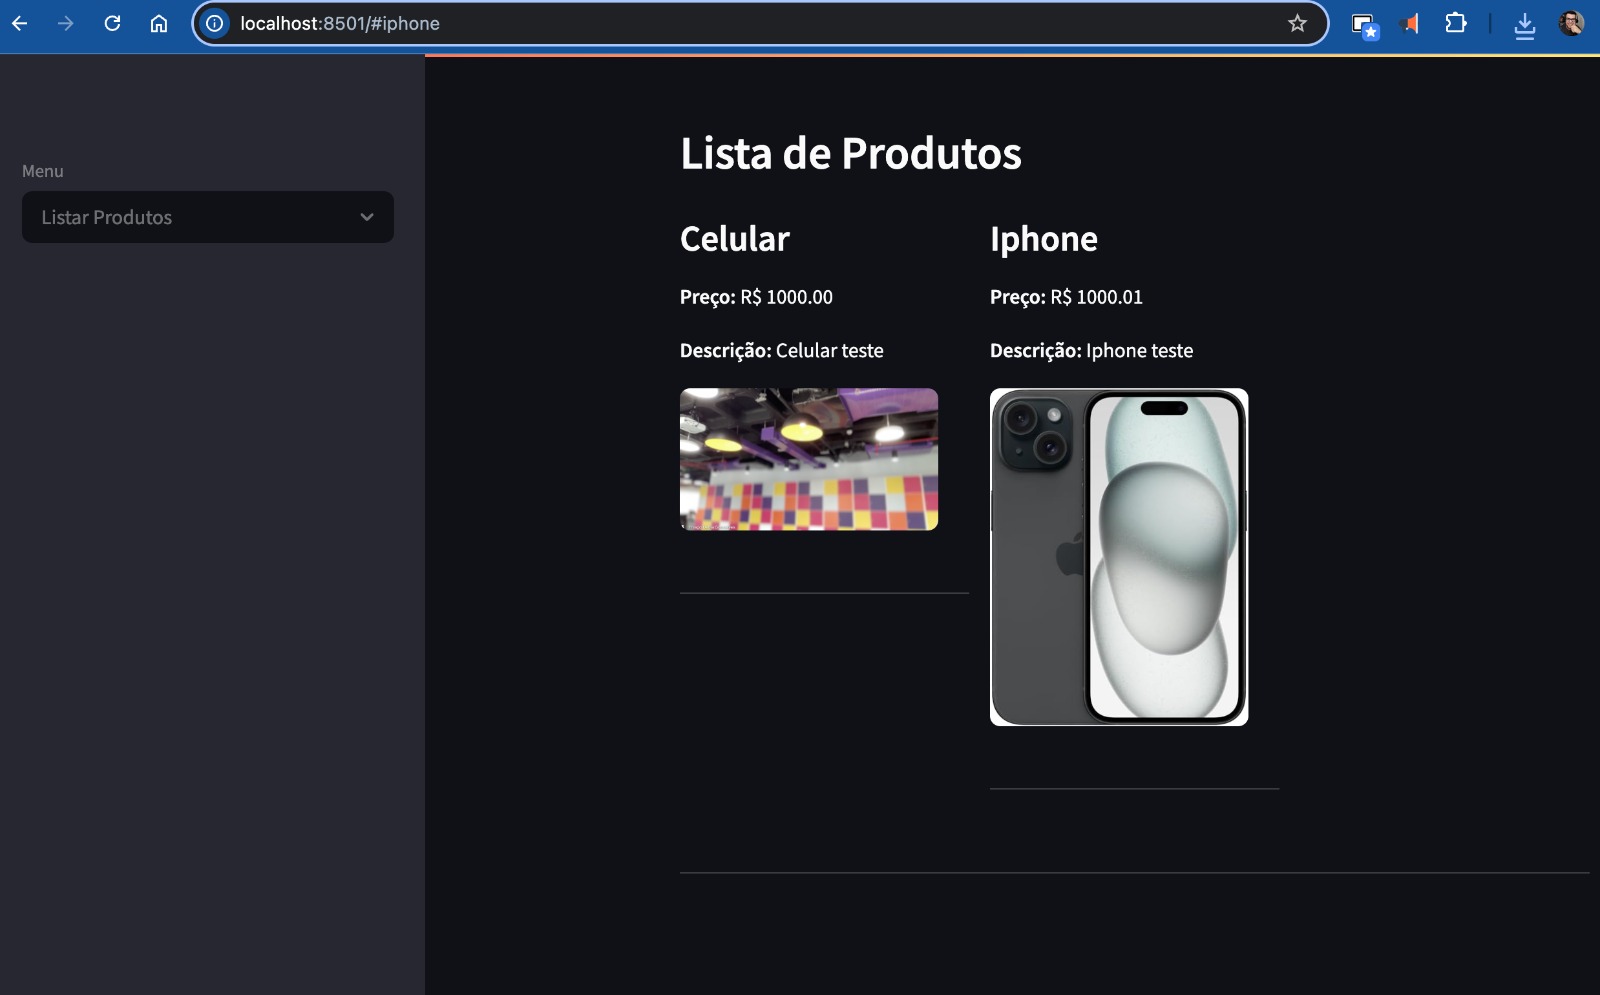 localhost:8501/#iphone
Menu
Listar Produtos
Lista de Produtos
Celular
Preço: R$ 1000.00
Descrição: Celular teste
Iphone
Preço: R$ 1000.01
Descrição: Iphone teste